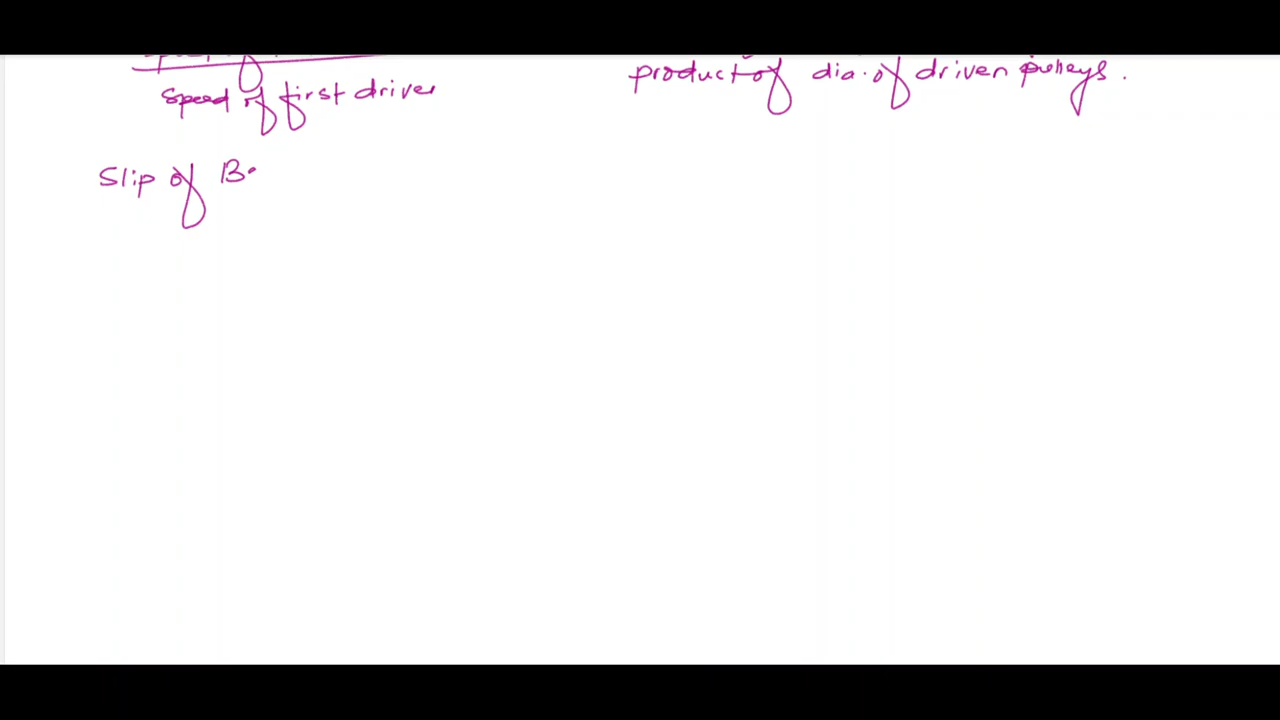 speed of first driver
product of dia. of driven pulleys.
Slip of B